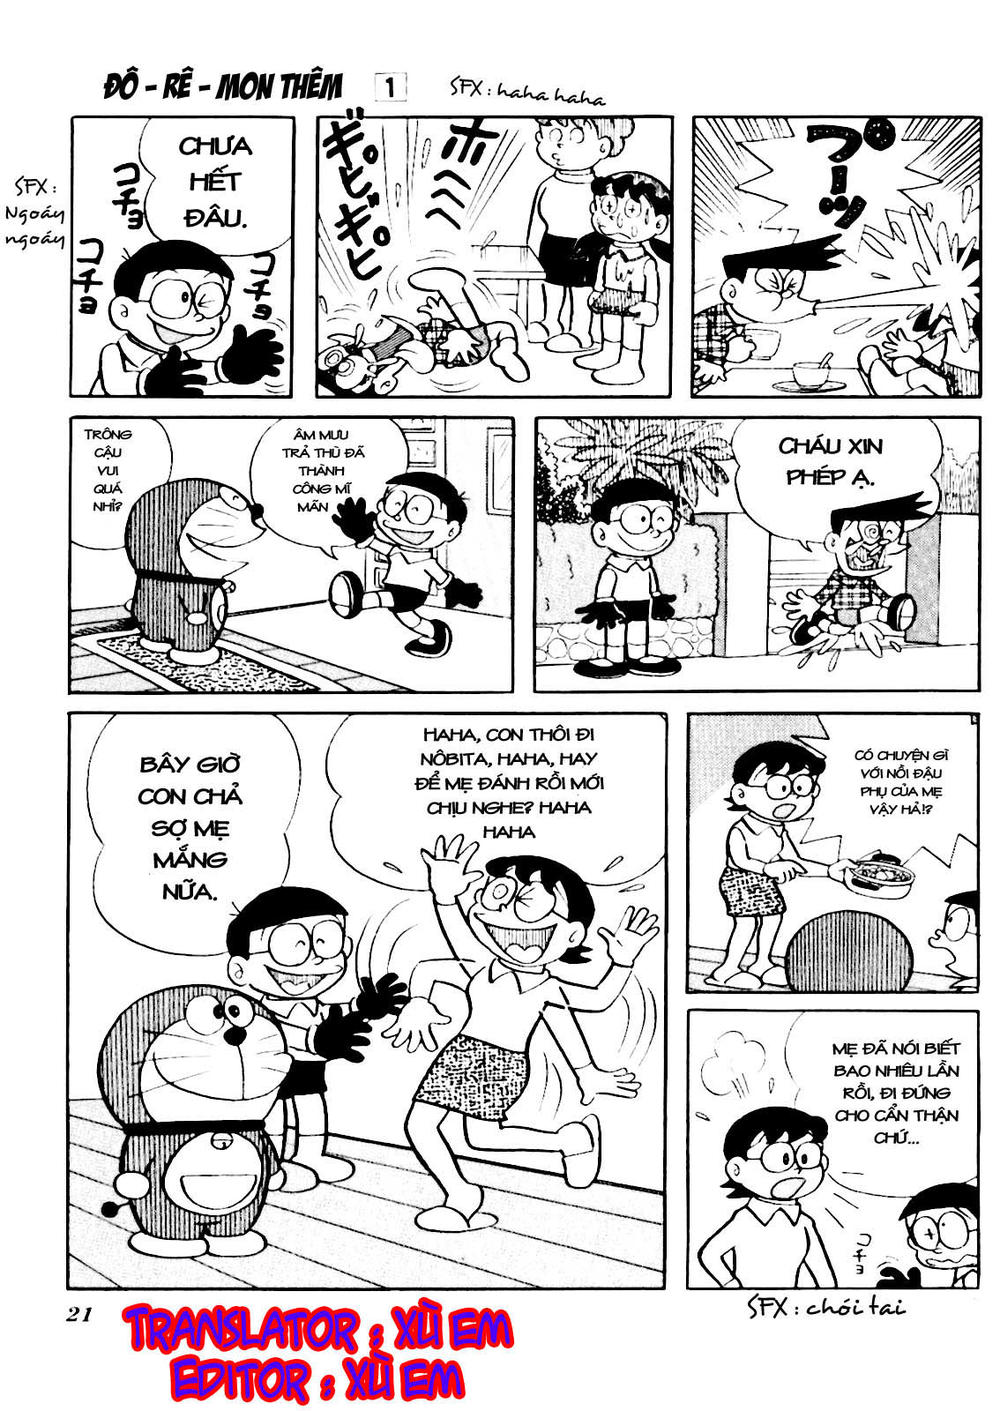 ĐÔ - RÊ - MON THÊM 1
SFX : haha haha
SFX :
Ngoáy
ngoáy
CHƯA
HẾT
ĐÂU.
コチョ
コチョ
コチョ
ギャピギャピ
ホ
プーッ
TRÔNG
CẬU
VUI
QUÁ
NHỈ?
ÂM MƯU
TRẢ THÙ ĐÃ
THÀNH
CÔNG MĨ
MÃN
CHÁU XIN
PHÉP Ạ.
BÂY GIỜ
CON CHẢ
SỢ MẸ
MẮNG
NỮA.
HAHA, CON THÔI ĐI
NÔBITA, HAHA, HAY
ĐỂ MẸ ĐÁNH RỒI MỚI
CHỊU NGHE? HAHA
HAHA
CÓ CHUYỆN GÌ
VỚI NỒI ĐẬU
PHỤ CỦA MẸ
VẬY HẢ!?
MẸ ĐÃ NÓI BIẾT
BAO NHIÊU LẦN
RỒI, ĐI ĐỨNG
CHO CẨN THẬN
CHỨ...
コチョ
SFX : chói tai
21
TRANSLATOR : XÙ EM
EDITOR : XÙ EM